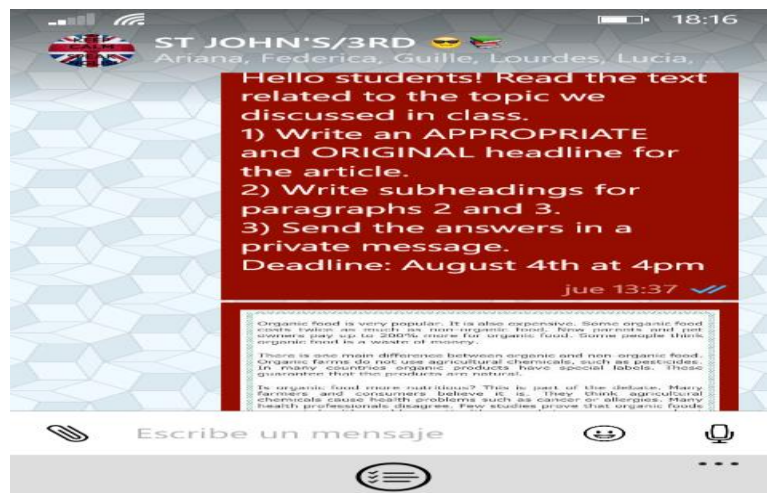 18:16
KEEP
CALM
ST JOHN'S/3RD
Ariana, Federica, Guille, Lourdes, Lucia, ...
Hello students! Read the text
related to the topic we
discussed in class.
1) Write an APPROPRIATE
and ORIGINAL headline for
the article.
2) Write subheadings for
paragraphs 2 and 3.
3) Send the answers in a
private message.
Deadline: August 4th at 4pm
jue 13:37
Organic food is very popular. It is also expensive. Some organic food
costs twice as much as non-organic food. New parents and pet
owners pay up to 200% more for organic food. Some people think
organic food is a waste of money.
There is one main difference between organic and non-organic food.
Organic farms do not use agricultural chemicals, such as pesticides.
In many countries organic products have special labels. These
guarantee that the products are natural.
Is organic food more nutritious? This is part of the debate. Many
farmers and consumers believe it is. They think agricultural
chemicals cause health problems such as cancer or allergies. Many
health professionals disagree. Few studies prove that organic foods
Escribe un mensaje